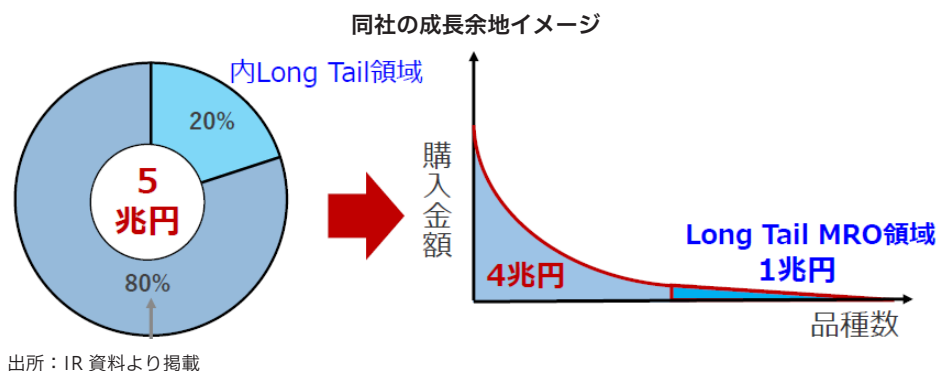 同社の成長余地イメージ
内Long Tail領域
20%
5
兆円
80%
購入金額
4兆円
Long Tail MRO領域
1兆円
品種数
出所：IR 資料より掲載